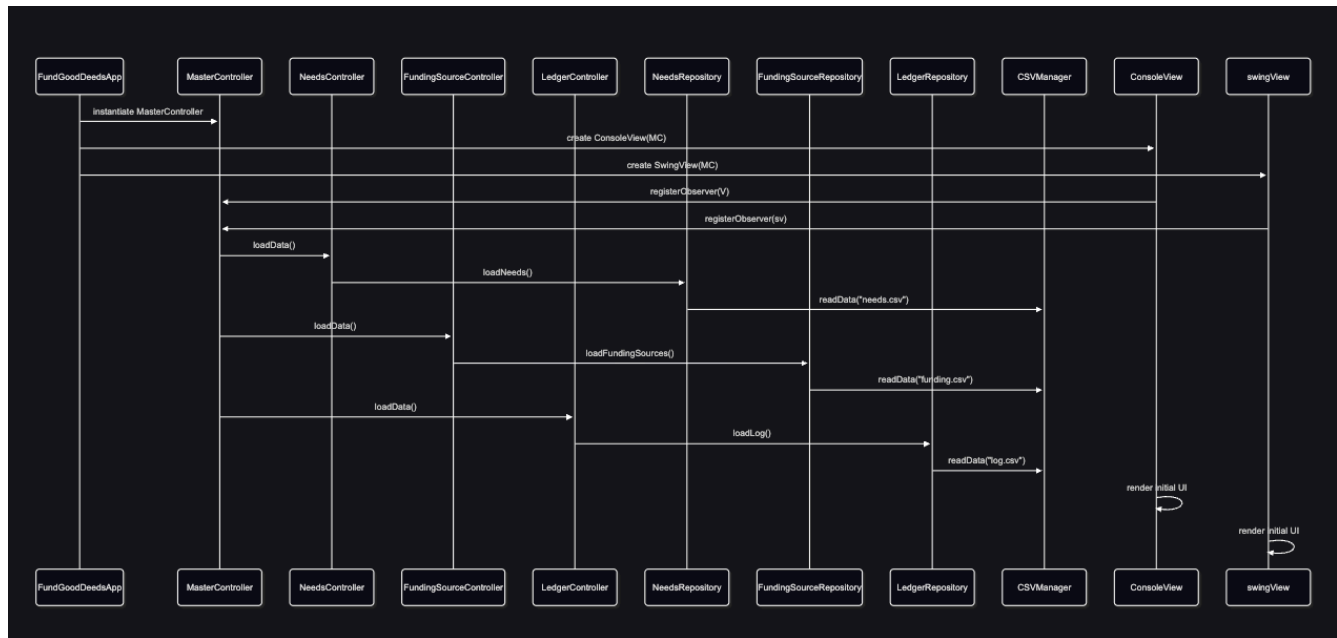 FundGoodDeedsApp
MasterController
NeedsController
FundingSourceController
LedgerController
NeedsRepository
FundingSourceRepository
LedgerRepository
CSVManager
ConsoleView
swingView
instantiate MasterController
create ConsoleView(MC)
create SwingView(MC)
registerObserver(V)
registerObserver(sv)
loadData()
loadNeeds()
readData("needs.csv")
loadData()
loadFundingSources()
readData("funding.csv")
loadData()
loadLog()
readData("log.csv")
render initial UI
render initial UI
FundGoodDeedsApp
MasterController
NeedsController
FundingSourceController
LedgerController
NeedsRepository
FundingSourceRepository
LedgerRepository
CSVManager
ConsoleView
swingView